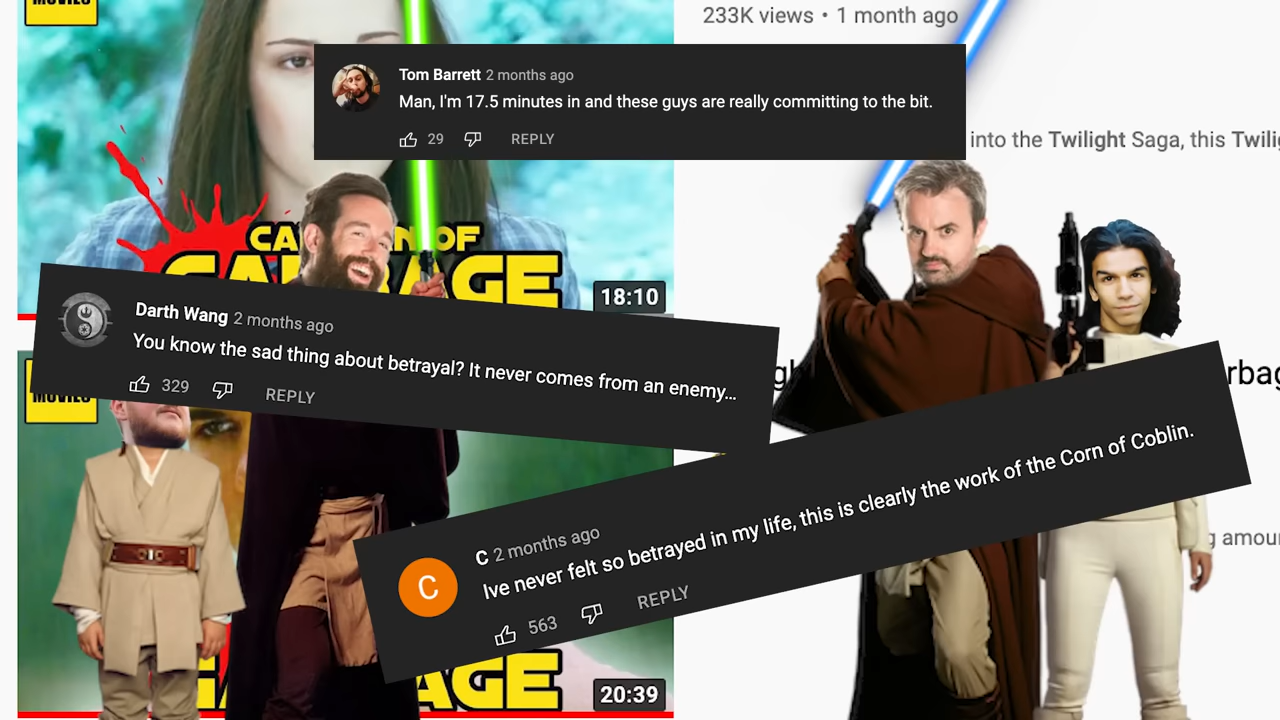 MOVIES
233K views • 1 month ago
Tom Barrett 2 months ago
Man, I'm 17.5 minutes in and these guys are really committing to the bit.
29 REPLY
into the Twilight Saga, this
OF
18:10
Darth Wang 2 months ago
You know the sad thing about betrayal? It never comes from an enemy...
329 REPLY
MOVIES
C 2 months ago
C
Ive never felt so betrayed in my life, this is clearly the work of the Corn of Coblin.
563 REPLY
20:39